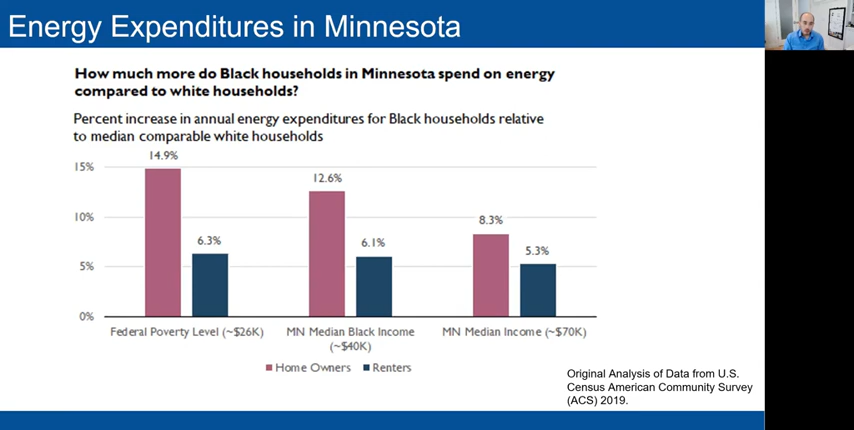 Energy Expenditures in Minnesota
How much more do Black households in Minnesota spend on energy
compared to white households?
Percent increase in annual energy expenditures for Black households relative
to median comparable white households
15%
10%
5%
0%
14.9%
6.3%
12.6%
6.1%
8.3%
5.3%
Federal Poverty Level (~$26K)
MN Median Black Income
(~$40K)
MN Median Income (~$70K)
Home Owners
Renters
Original Analysis of Data from U.S.
Census American Community Survey
(ACS) 2019.